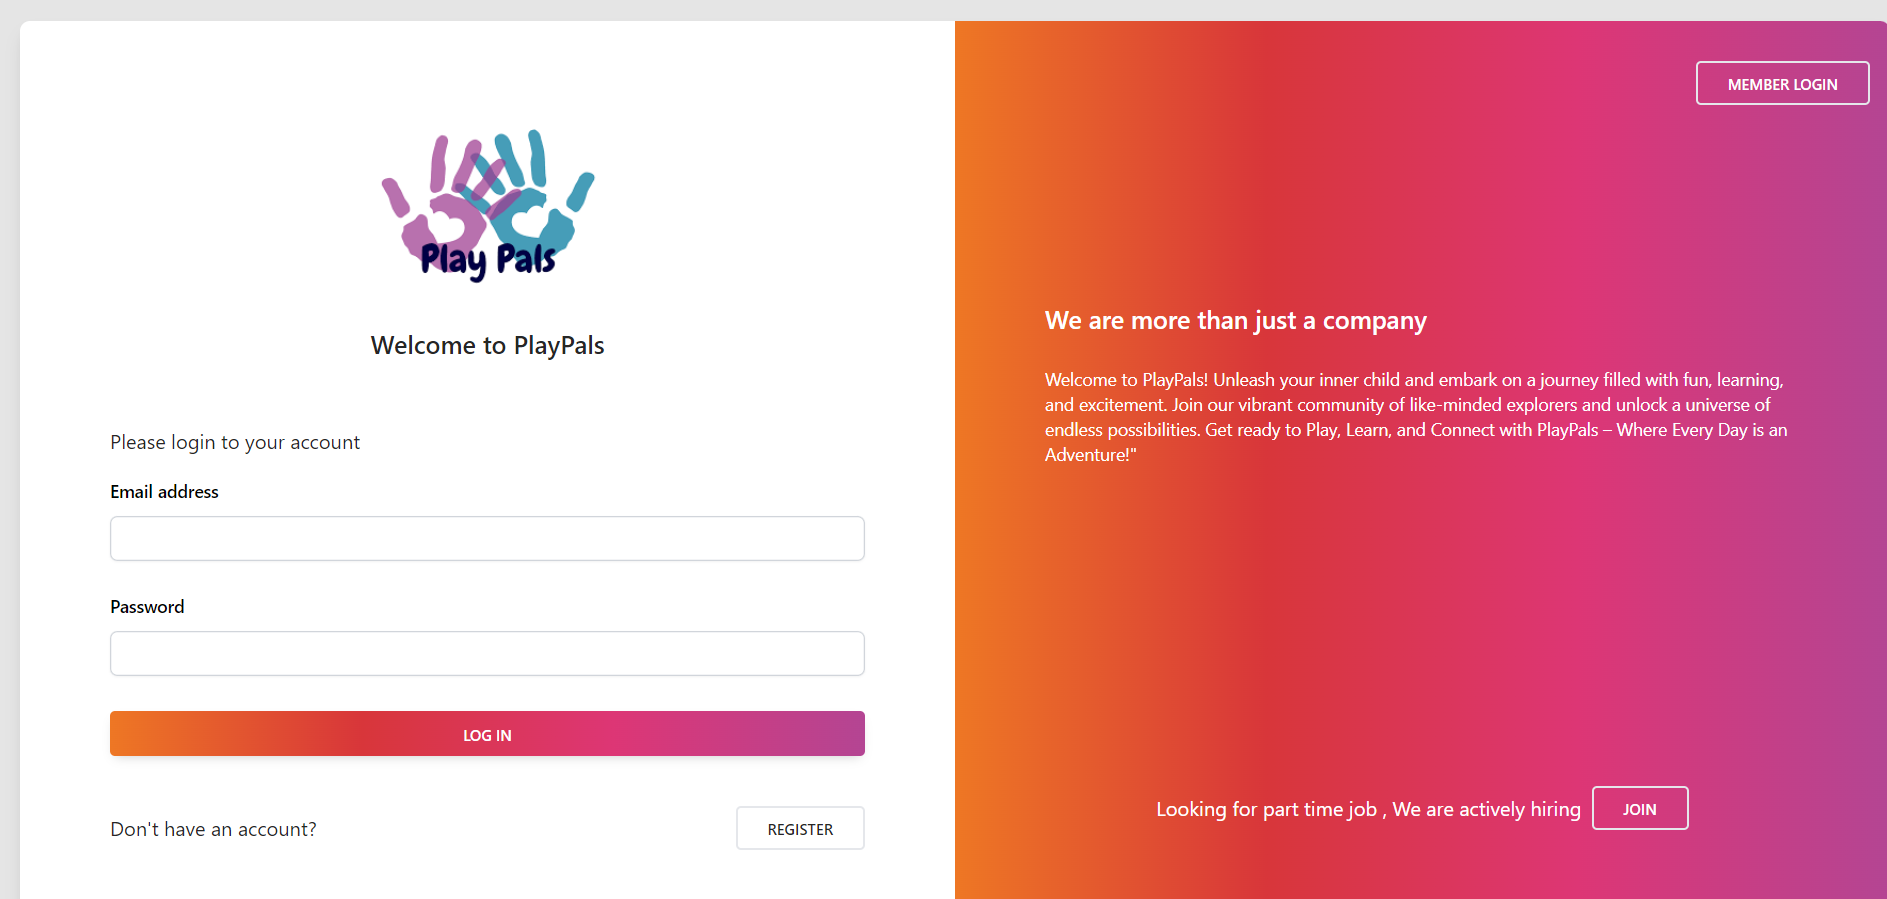 Play Pals
Welcome to PlayPals
Please login to your account
Email address
Password
LOG IN
Don't have an account?
REGISTER
MEMBER LOGIN
We are more than just a company
Welcome to PlayPals! Unleash your inner child and embark on a journey filled with fun, learning,
and excitement. Join our vibrant community of like-minded explorers and unlock a universe of
endless possibilities. Get ready to Play, Learn, and Connect with PlayPals – Where Every Day is an
Adventure!"
Looking for part time job , We are actively hiring
JOIN